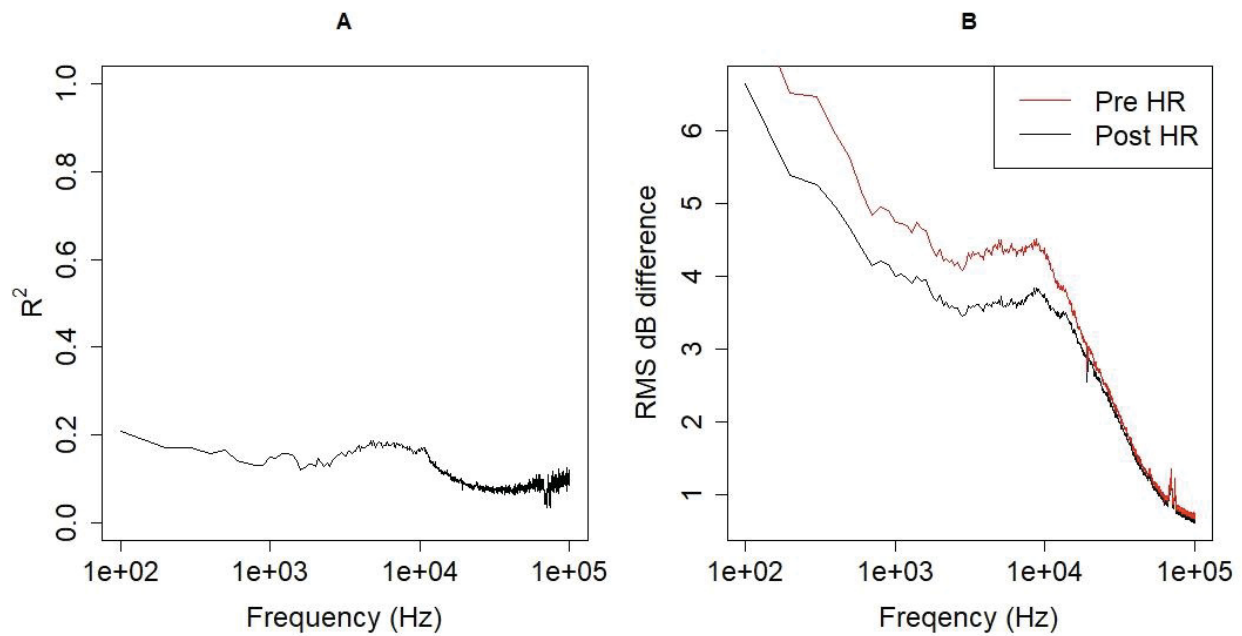 A
R²
0.0
0.2
0.4
0.6
0.8
1.0
1e+02
1e+03
1e+04
1e+05
Frequency (Hz)
B
RMS dB difference
1
2
3
4
5
6
Pre HR
Post HR
1e+02
1e+03
1e+04
1e+05
Freqency (Hz)